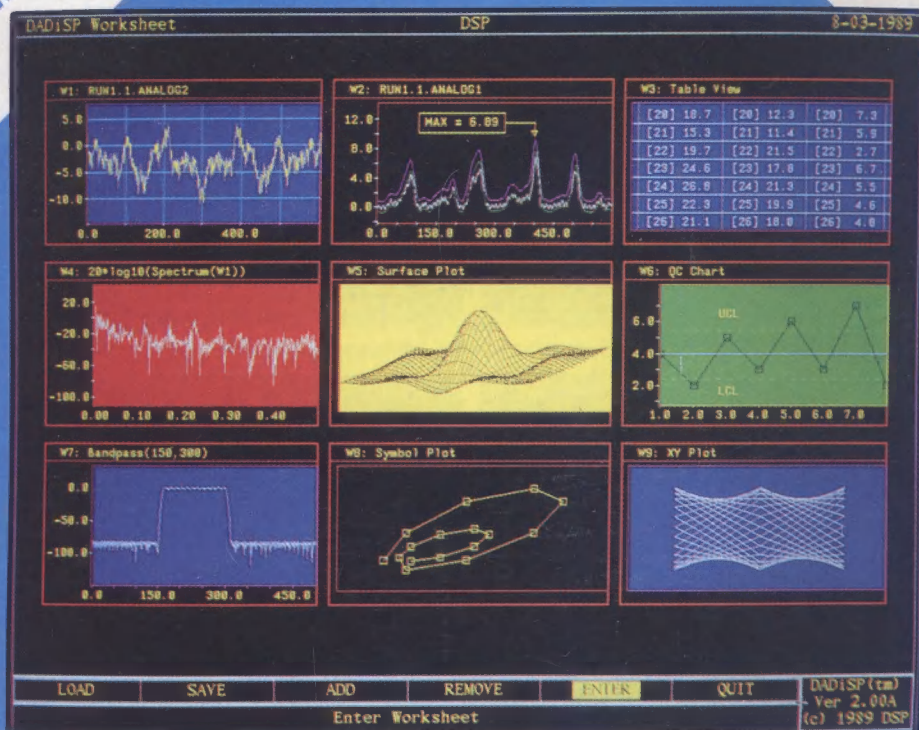 DADiSP Worksheet DSP 8-03-1989
W1: RUN1.1.ANALOG2
5.0
0.0
-5.0
-10.0
0.0 200.0 400.0
W2: RUN1.1.ANALOG1
12.0
8.0
4.0
0.0
MAX = 6.89
0.0 150.0 300.0 450.0
W3: Table View
[20] 18.7 [20] 12.3 [20] 7.3
[21] 15.3 [21] 11.4 [21] 5.9
[22] 19.7 [22] 21.5 [22] 2.7
[23] 24.6 [23] 17.8 [23] 6.7
[24] 26.8 [24] 21.3 [24] 5.5
[25] 22.3 [25] 19.9 [25] 4.6
[26] 21.1 [26] 18.0 [26] 4.8
W4: 20*log10(Spectrum(W1))
20.0
-20.0
-60.0
-100.0
0.00 0.10 0.20 0.30 0.40
W5: Surface Plot
W6: QC Chart
6.0
4.0
2.0
UCL
LCL
1.0 2.0 3.0 4.0 5.0 6.0 7.0
W7: Bandpass(150,300)
0.0
-50.0
-100.0
0.0 150.0 300.0 450.0
W8: Symbol Plot
W9: XY Plot
LOAD SAVE ADD REMOVE ENTER QUIT
Enter Worksheet
DADiSP(tm)
Ver 2.00A
(c) 1989 DSP